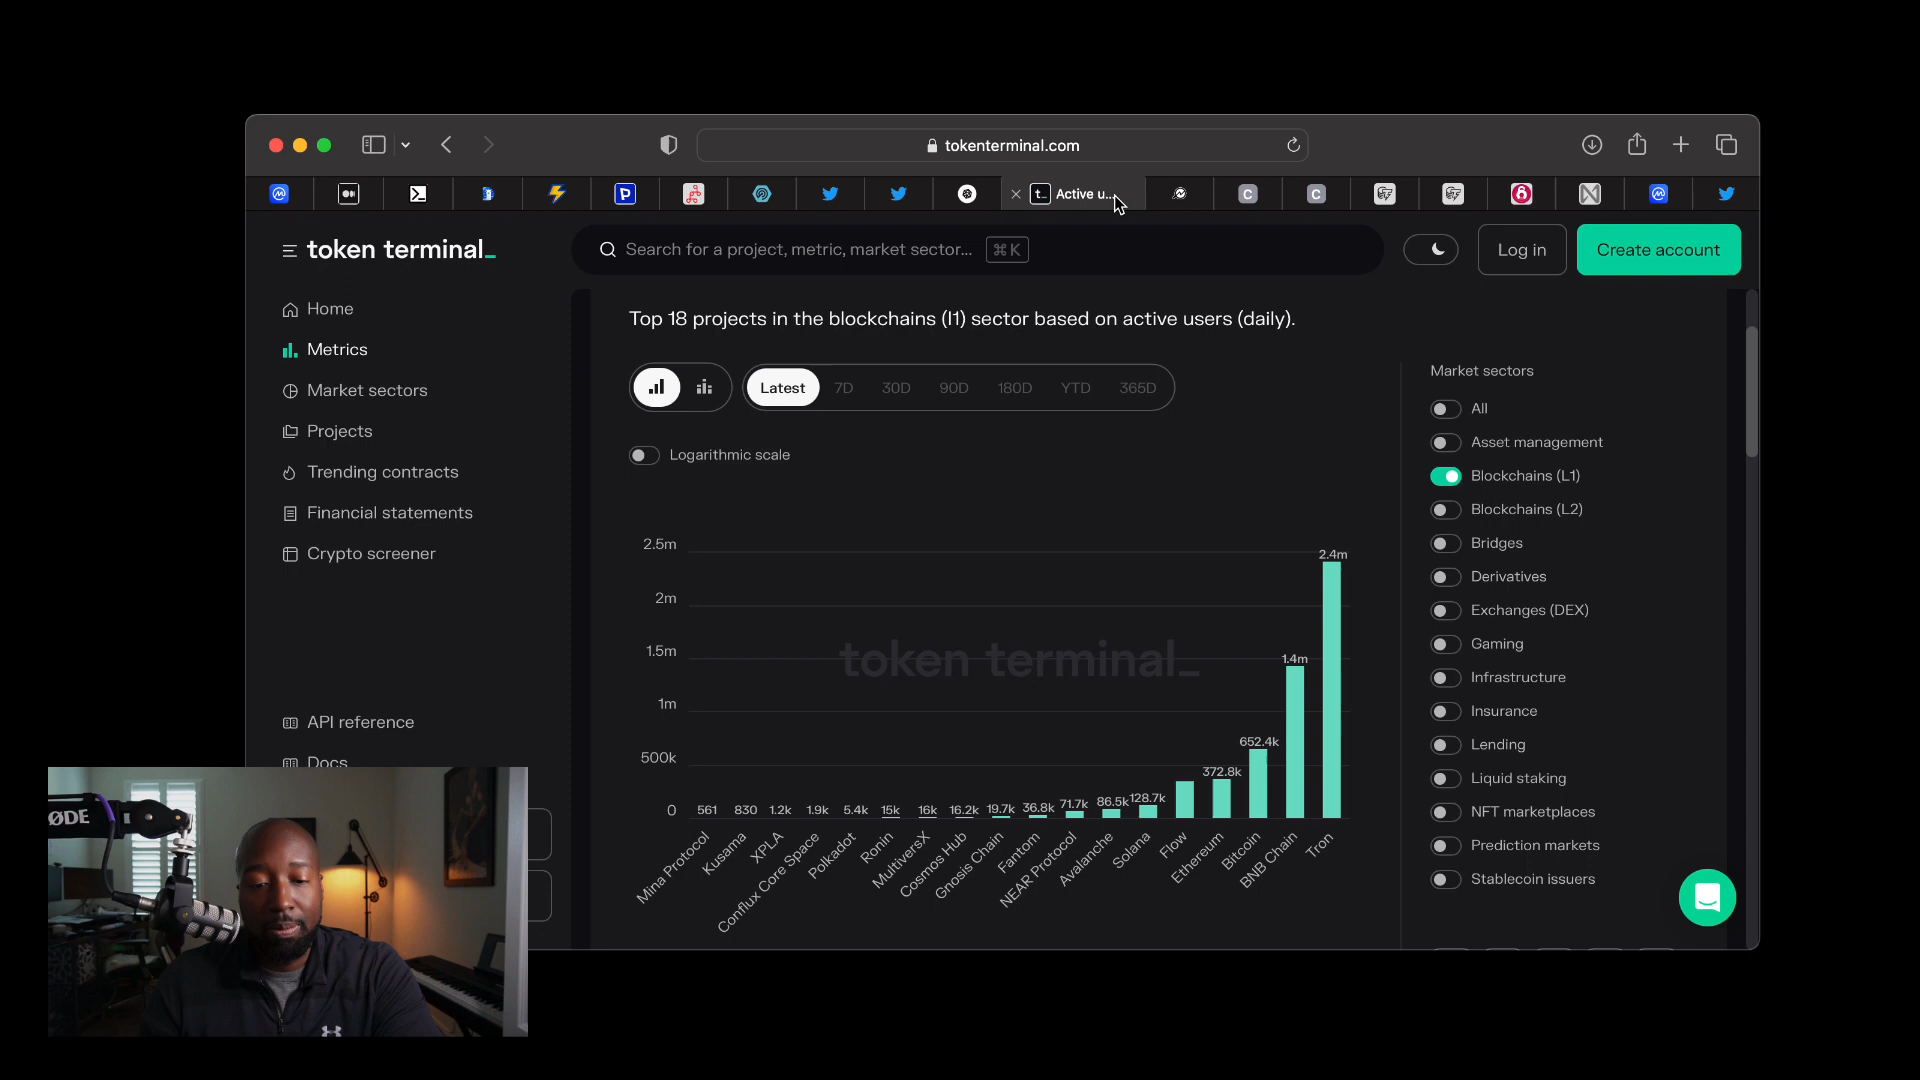 tokenterminal.com
Active u...
token terminal_
Search for a project, metric, market sector...
⌘K
Log in
Create account
Home
Metrics
Market sectors
Projects
Trending contracts
Financial statements
Crypto screener
API reference
Docs
Top 18 projects in the blockchains (l1) sector based on active users (daily).
Latest 7D 30D 90D 180D YTD 365D
Logarithmic scale
2.5m
2m
1.5m
1m
500k
0
token terminal_
561 830 1.2k 1.9k 5.4k 15k 16k 16.2k 19.7k 36.8k 71.7k 86.5k 128.7k 372.8k 652.4k 1.4m 2.4m
Mina Protocol
Kusama
XPLA
Conflux Core Space
Polkadot
Ronin
MultiversX
Cosmos Hub
Gnosis Chain
Fantom
NEAR Protocol
Avalanche
Solana
Flow
Ethereum
Bitcoin
BNB Chain
Tron
Market sectors
All
Asset management
Blockchains (L1)
Blockchains (L2)
Bridges
Derivatives
Exchanges (DEX)
Gaming
Infrastructure
Insurance
Lending
Liquid staking
NFT marketplaces
Prediction markets
Stablecoin issuers
RØDE